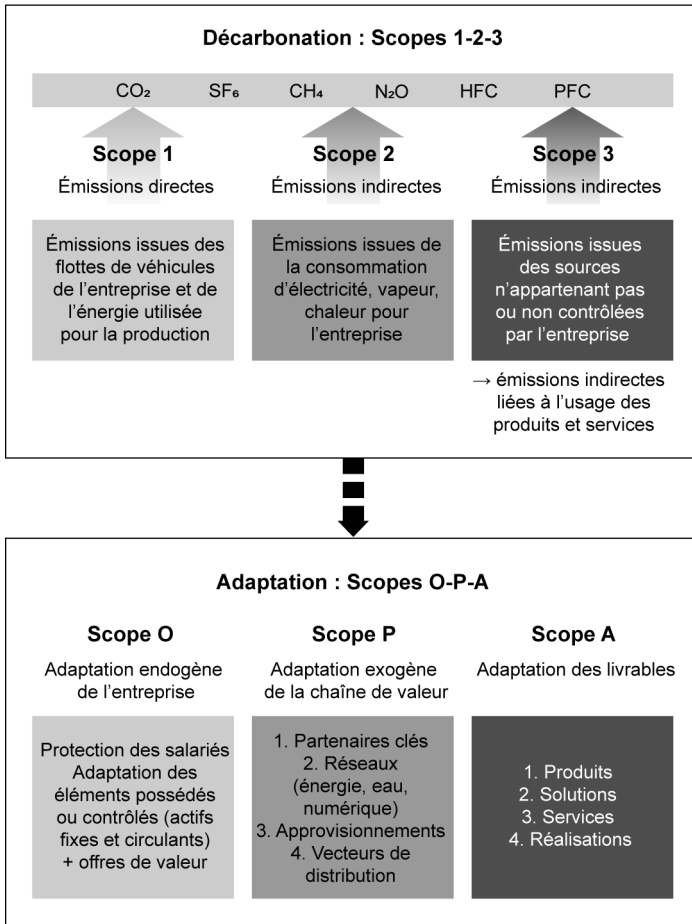 Décarbonation : Scopes 1-2-3
CO₂ SF₆ CH₄ N₂O HFC PFC
Scope 1
Émissions directes
Émissions issues des
flottes de véhicules
de l’entreprise et de
l’énergie utilisée
pour la production
Scope 2
Émissions indirectes
Émissions issues de
la consommation
d’électricité, vapeur,
chaleur pour
l’entreprise
Scope 3
Émissions indirectes
Émissions issues
des sources
n’appartenant pas
ou non contrôlées
par l’entreprise
→ émissions indirectes
liées à l’usage des
produits et services
Adaptation : Scopes O-P-A
Scope O
Adaptation endogène
de l’entreprise
Protection des salariés
Adaptation des
éléments possédés
ou contrôlés (actifs
fixes et circulants)
+ offres de valeur
Scope P
Adaptation exogène
de la chaîne de valeur
1. Partenaires clés
2. Réseaux
(énergie, eau,
numérique)
3. Approvisionnements
4. Vecteurs de
distribution
Scope A
Adaptation des livrables
1. Produits
2. Solutions
3. Services
4. Réalisations